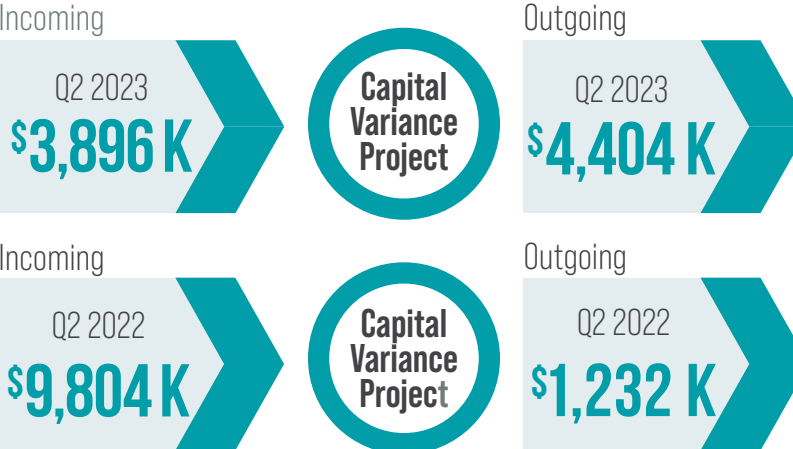 Incoming
Q2 2023
$3,896 K
Capital
Variance
Project
Outgoing
Q2 2023
$4,404 K
Incoming
Q2 2022
$9,804 K
Capital
Variance
Project
Outgoing
Q2 2022
$1,232 K